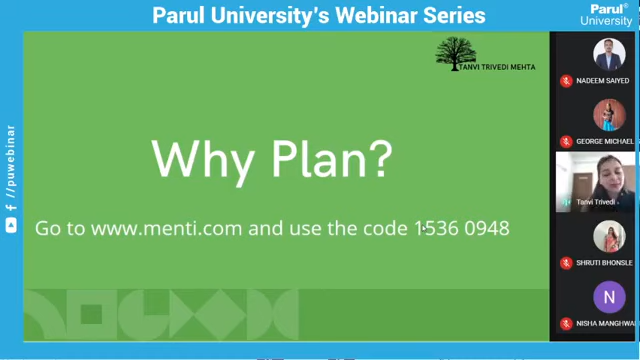 Parul University's Webinar Series
Parul®
University
TANVI TRIVEDI MEHTA
Why Plan?
Go to www.menti.com and use the code 1536 0948
/puwebinar
NADEEM SAIYED
GEORGE MICHAEL
Tanvi Trivedi
SHRUTI BHONSLE
N
NISHA MANGHWA